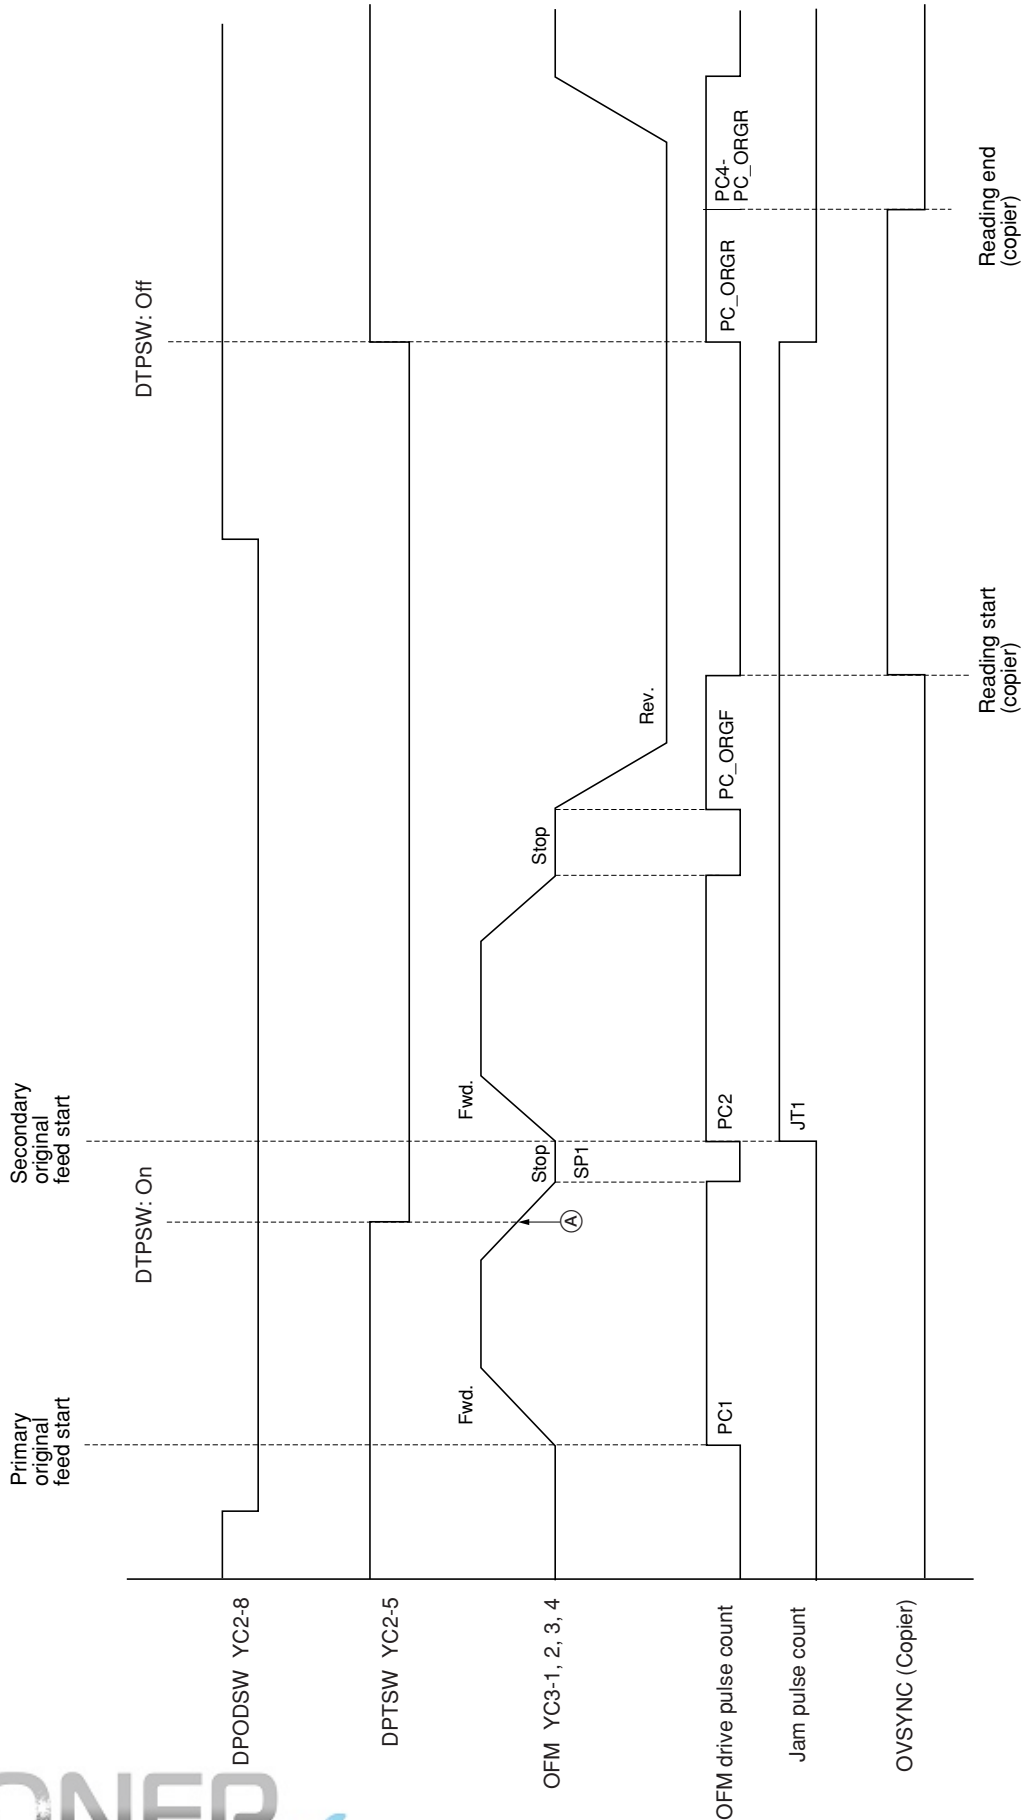 Primary
original
feed start
Secondary
original
feed start
DTPSW: On
DTPSW: Off
DPODSW YC2-8
DPTSW YC2-5
OFM YC3-1, 2, 3, 4
Fwd.
Stop
SP1
A
Fwd.
Stop
Rev.
OFM drive pulse count
PC1
PC2
PC_ORGF
PC_ORGR
PC4-
PC_ORGR
Jam pulse count
JT1
OVSYNC (Copier)
Reading start
(copier)
Reading end
(copier)